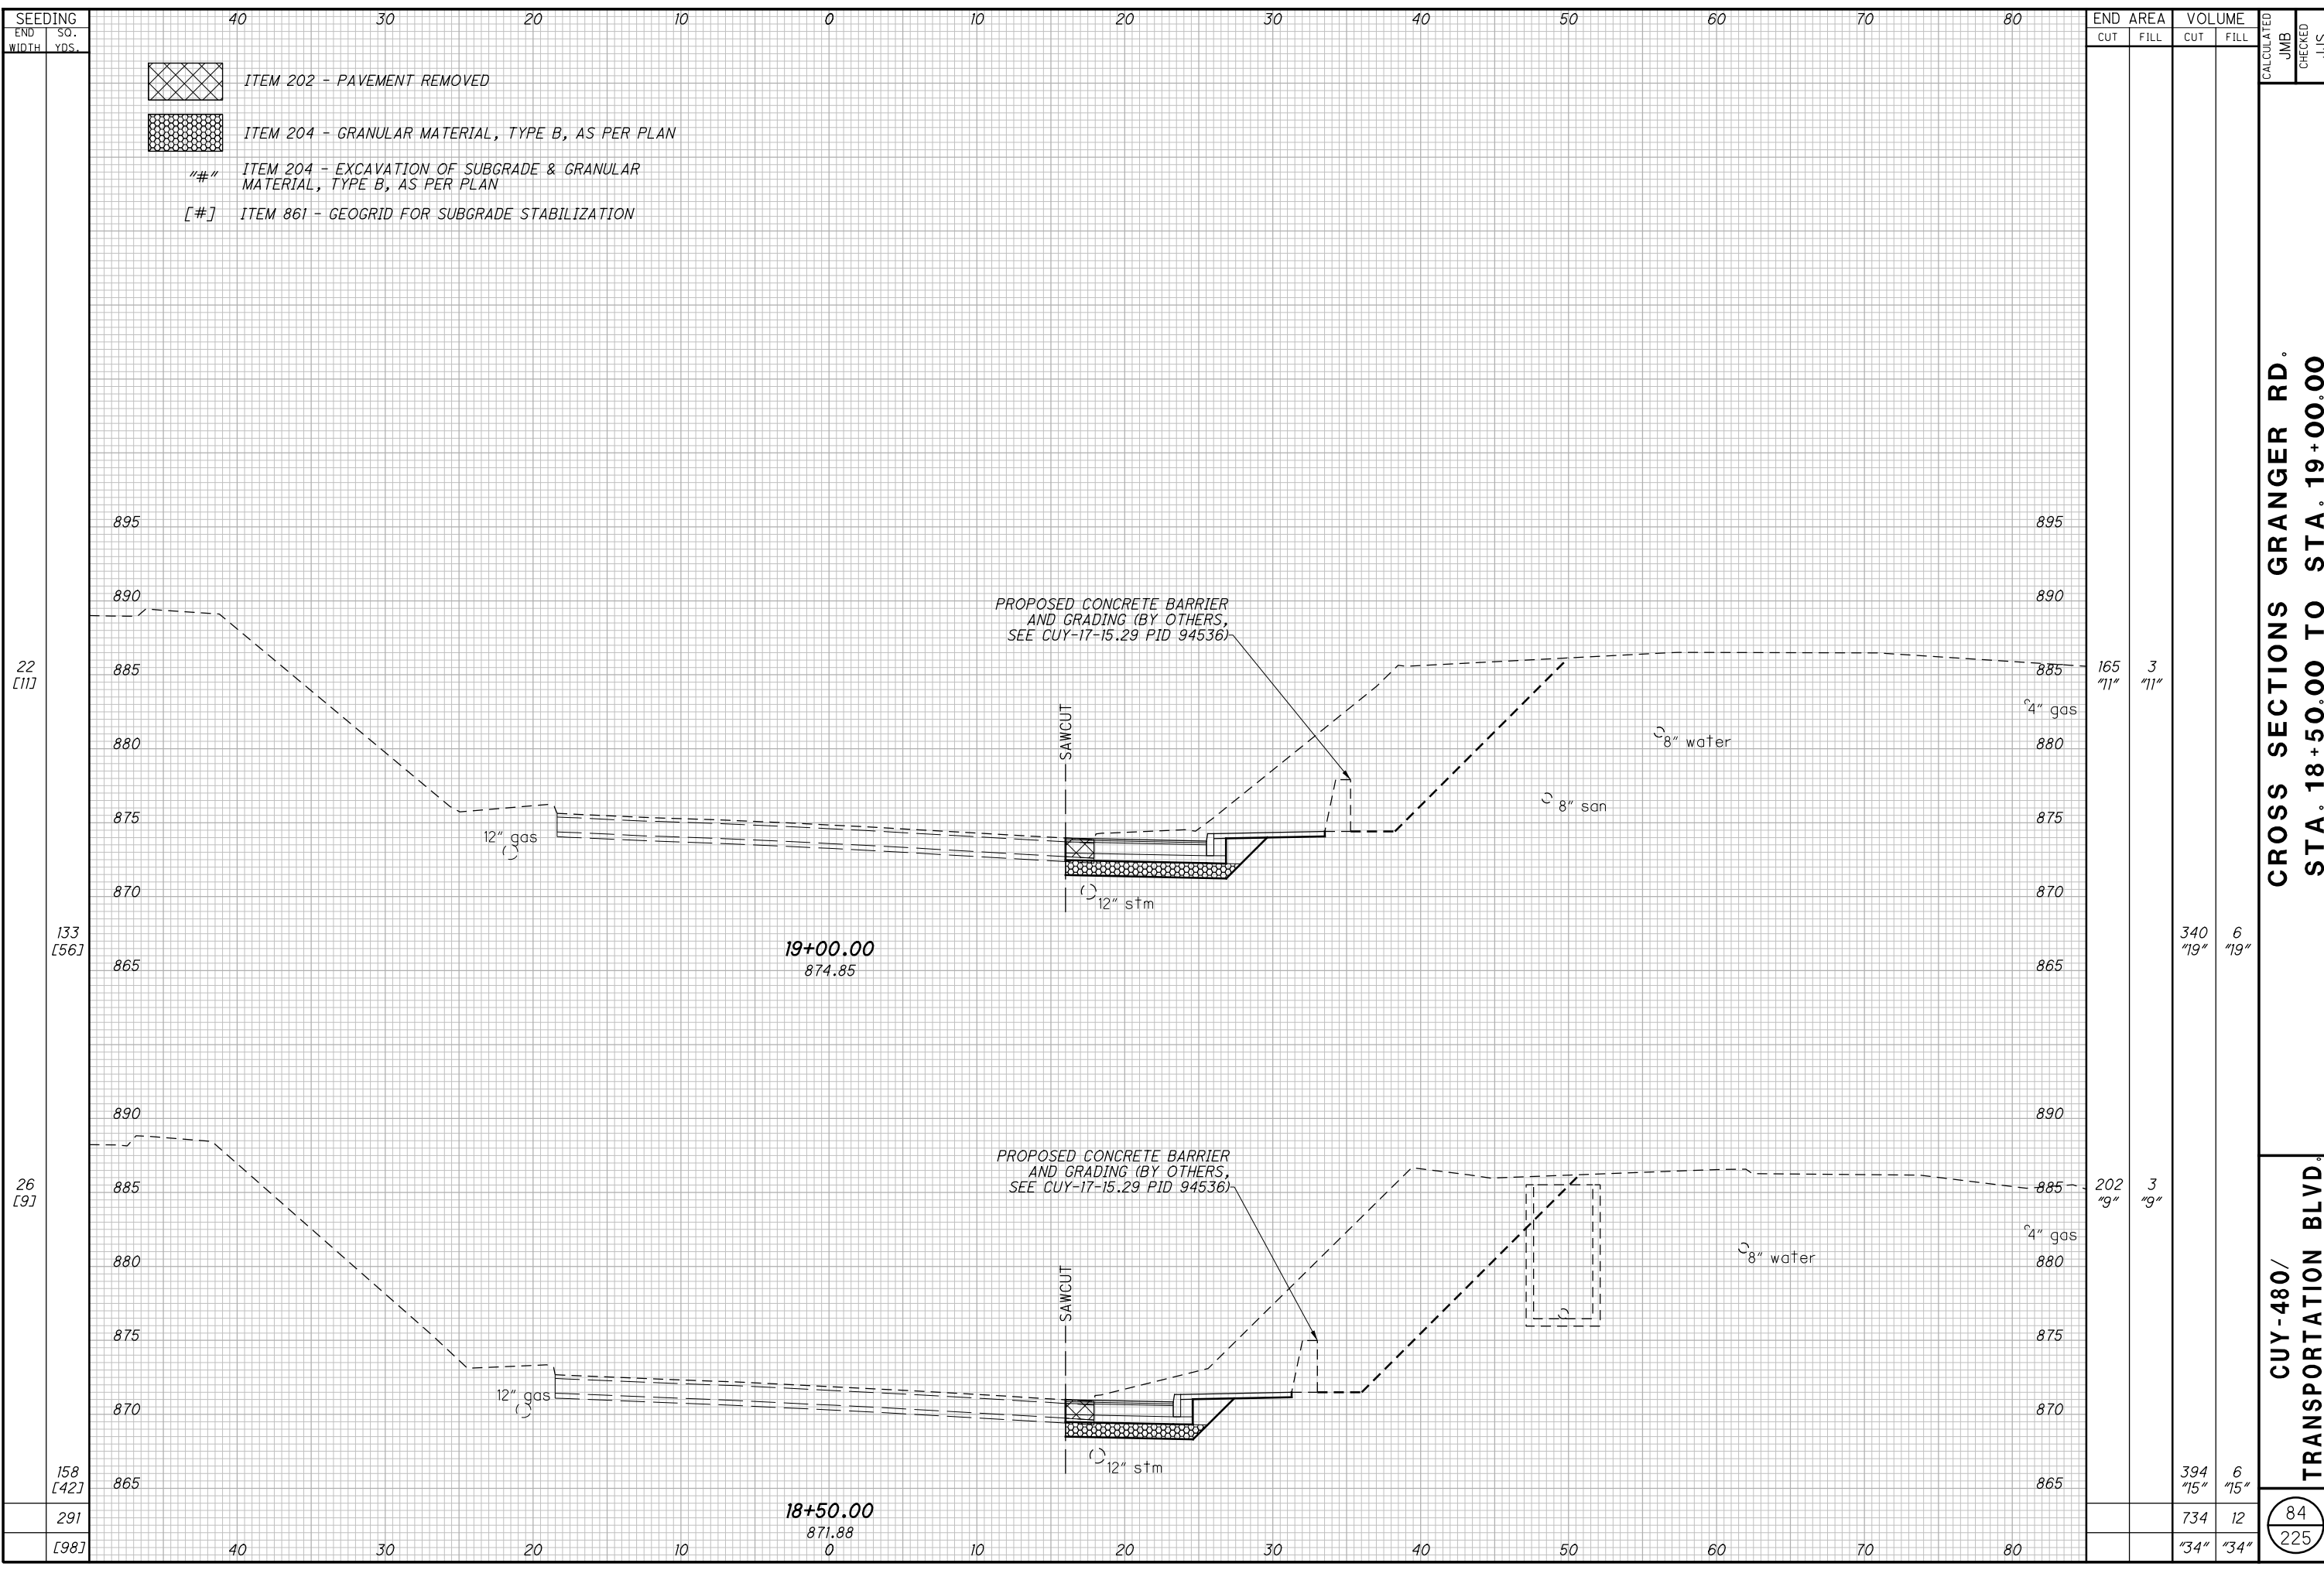 SEEDING
END WIDTH
SQ. YDS.
40 30 20 10 0 10 20 30 40 50 60 70 80
END AREA
VOLUME
CUT FILL CUT FILL
CALCULATED
JMB
CHECKED
ITEM 202 - PAVEMENT REMOVED
ITEM 204 - GRANULAR MATERIAL, TYPE B, AS PER PLAN
"#" ITEM 204 - EXCAVATION OF SUBGRADE & GRANULAR
MATERIAL, TYPE B, AS PER PLAN
[#] ITEM 861 - GEOGRID FOR SUBGRADE STABILIZATION
895 895
890 890
PROPOSED CONCRETE BARRIER
AND GRADING (BY OTHERS,
SEE CUY-17-15.29 PID 94536)
22 885 885 165 3
[11] "11" "11"
4" gas
SAWCUT
880 8" water 880
8" san
875 875
12" gas
870 870
12" stm
133 340 6
[56] "19" "19"
19+00.00
865 865
874.85
890 890
PROPOSED CONCRETE BARRIER
AND GRADING (BY OTHERS,
SEE CUY-17-15.29 PID 94536)
26 885 885 202 3
[9] "9" "9"
4" gas
SAWCUT
880 8" water 880
875 875
12" gas
870 870
12" stm
158 394 6
[42] 865 865 "15" "15"
18+50.00
291 734 12
871.88
[98] "34" "34"
40 30 20 10 0 10 20 30 40 50 60 70 80
CROSS SECTIONS GRANGER RD.
STA. 18+50.00 TO STA. 19+00.00
CUY-480/
TRANSPORTATION BLVD.
84
225